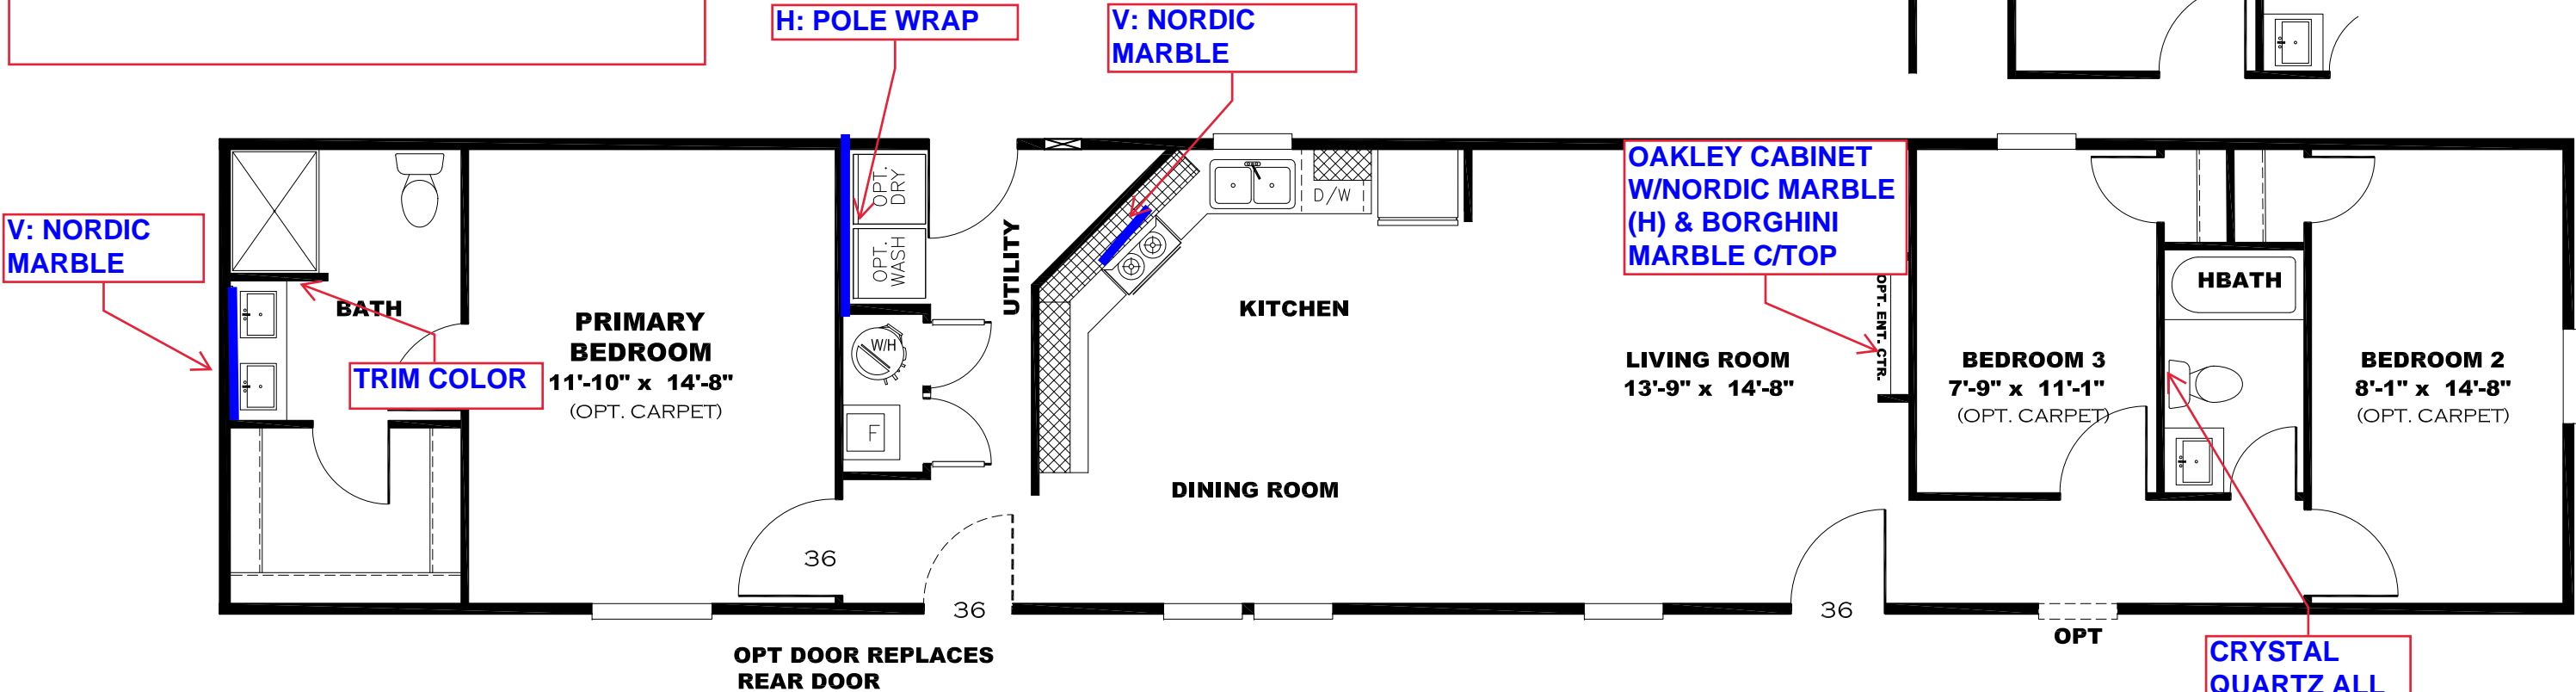 H: POLE WRAP
V: NORDIC
MARBLE
V: NORDIC
MARBLE
OAKLEY CABINET
W/NORDIC MARBLE
(H) & BORGHINI
MARBLE C/TOP
OPT.
DRY
OPT.
WASH
UTILITY
D/W
BATH
TRIM COLOR
PRIMARY
BEDROOM
11'-10" x 14'-8"
(OPT. CARPET)
W/H
F
KITCHEN
DINING ROOM
LIVING ROOM
13'-9" x 14'-8"
OPT. ENT. CTR.
BEDROOM 3
7'-9" x 11'-1"
(OPT. CARPET)
HBATH
BEDROOM 2
8'-1" x 14'-8"
(OPT. CARPET)
36
36
36
OPT
OPT DOOR REPLACES
REAR DOOR
CRYSTAL
QUARTZ ALL